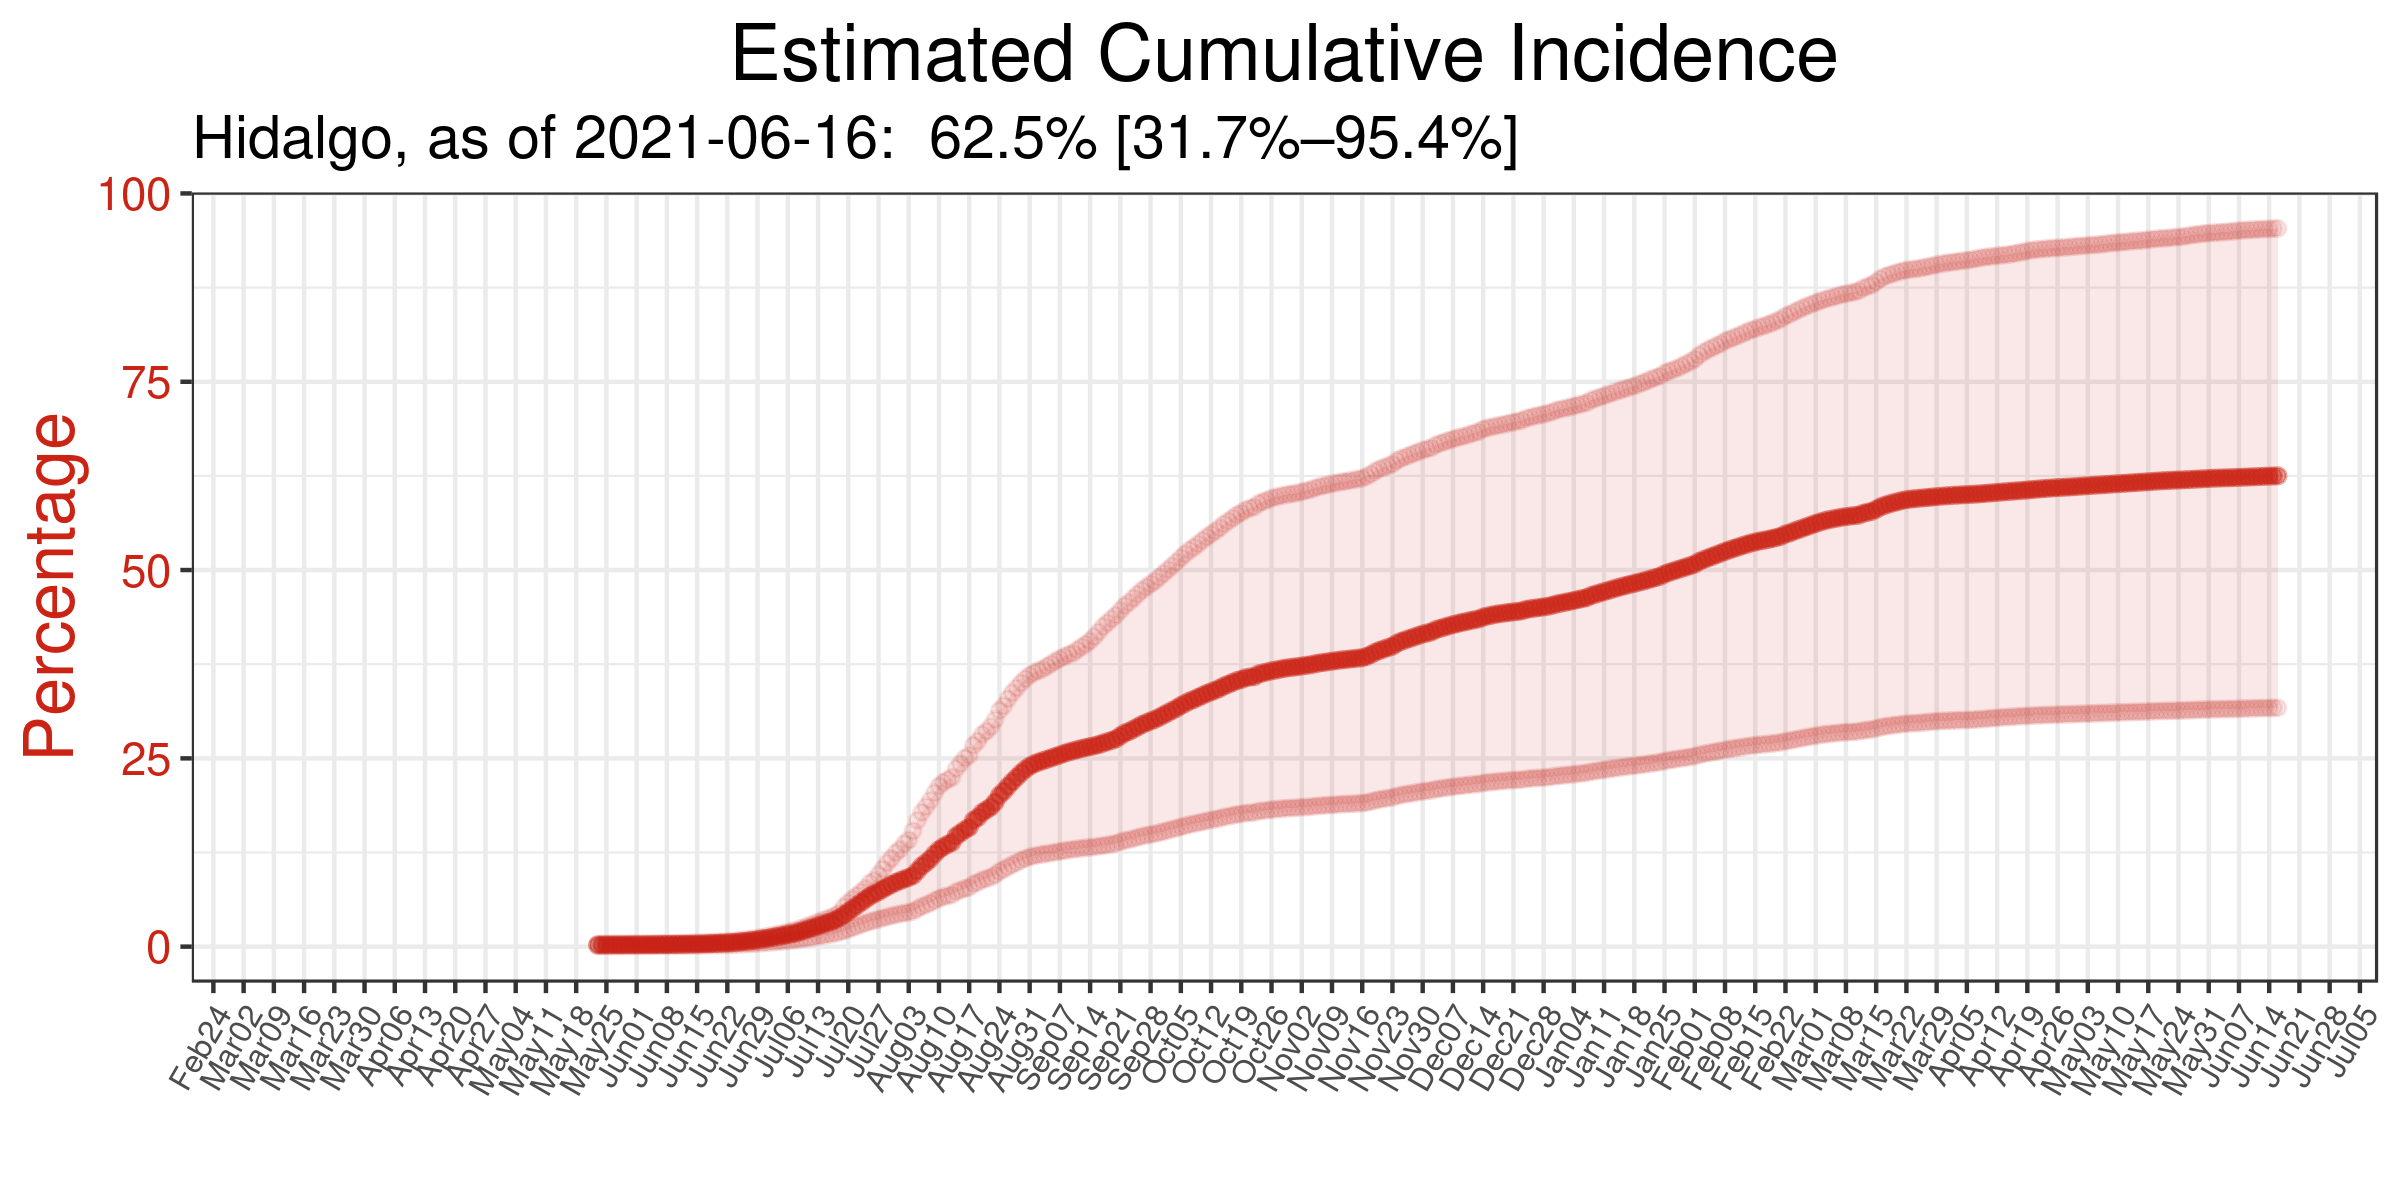 Estimated Cumulative Incidence
Hidalgo, as of 2021-06-16:  62.5% [31.7%–95.4%]
Percentage
100
75
50
25
0
Feb24
Mar02
Mar09
Mar16
Mar23
Mar30
Apr06
Apr13
Apr20
Apr27
May04
May11
May18
May25
Jun01
Jun08
Jun15
Jun22
Jun29
Jul06
Jul13
Jul20
Jul27
Aug03
Aug10
Aug17
Aug24
Aug31
Sep07
Sep14
Sep21
Sep28
Oct05
Oct12
Oct19
Oct26
Nov02
Nov09
Nov16
Nov23
Nov30
Dec07
Dec14
Dec21
Dec28
Jan04
Jan11
Jan18
Jan25
Feb01
Feb08
Feb15
Feb22
Mar01
Mar08
Mar15
Mar22
Mar29
Apr05
Apr12
Apr19
Apr26
May03
May10
May17
May24
May31
Jun07
Jun14
Jun21
Jun28
Jul05